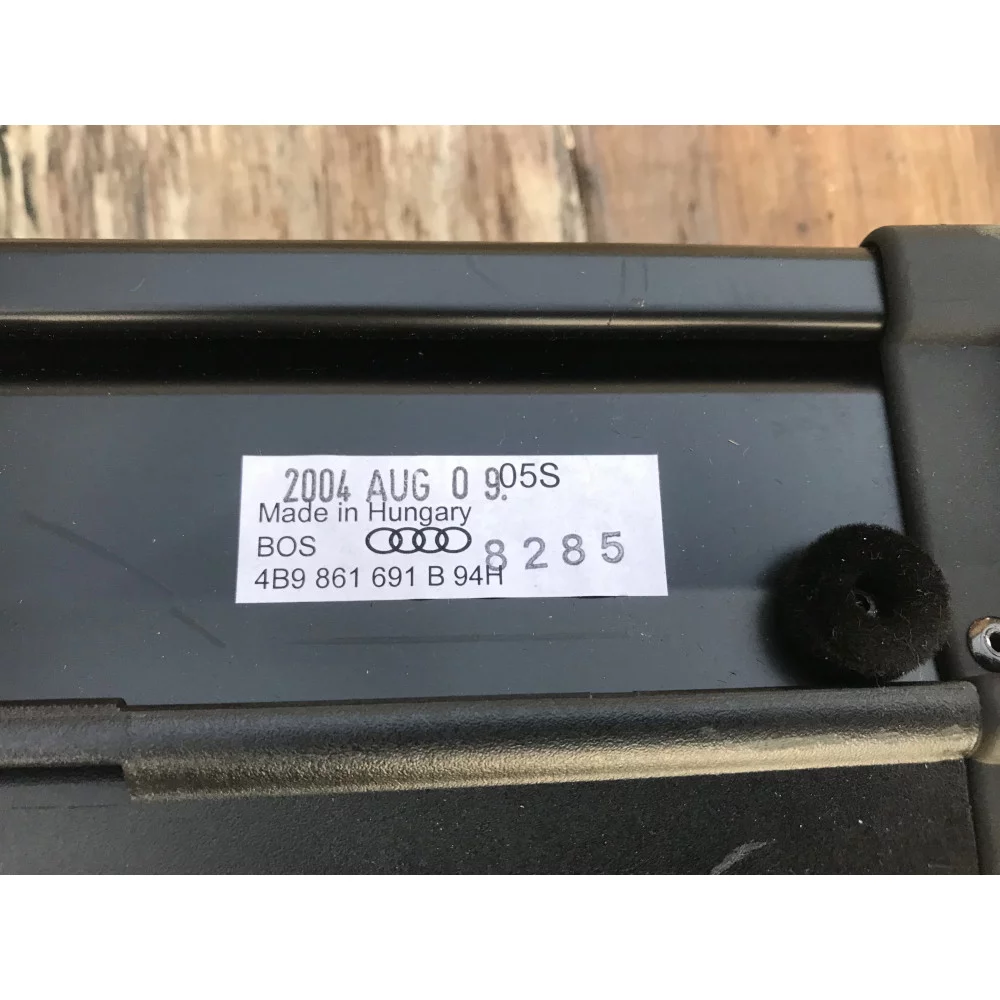 2004 AUG 0 9. 05S
Made in Hungary
BOS 8285
4B9 861 691 B 94H